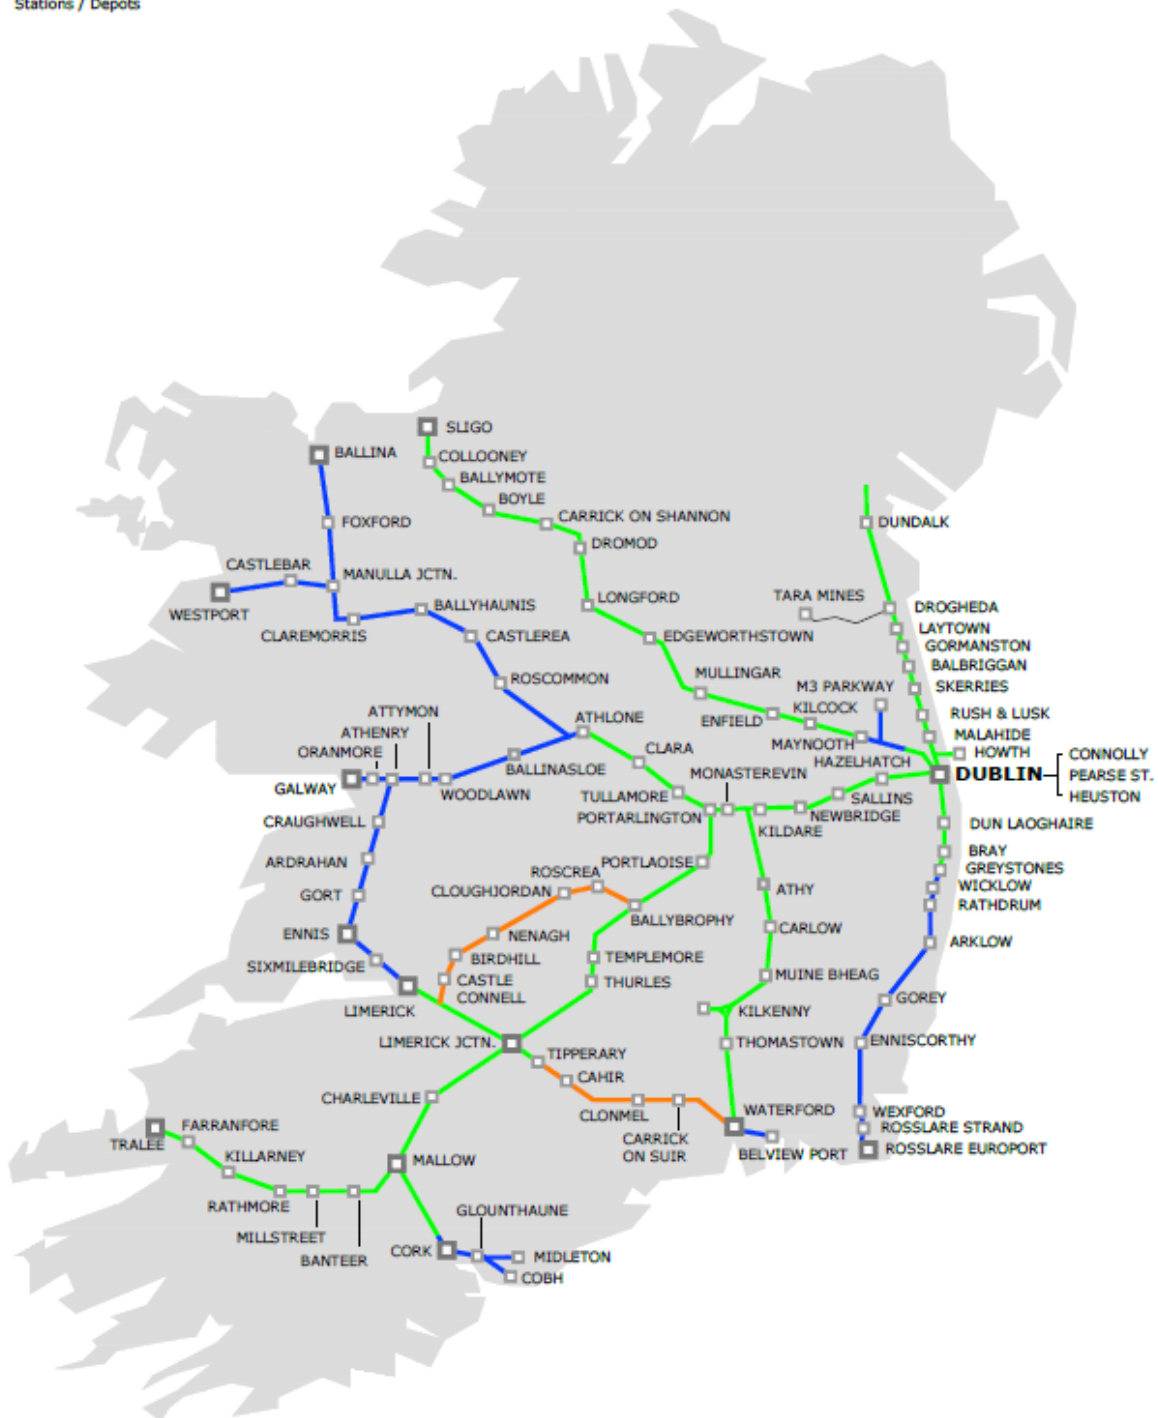 Stations / Depots
SLIGO
BALLINA
COLLOONEY
BALLYMOTE
BOYLE
CARRICK ON SHANNON
FOXFORD
DUNDALK
DROMOD
CASTLEBAR
MANULLA JCTN.
WESTPORT
LONGFORD
TARA MINES
BALLYHAUNIS
DROGHEDA
CLAREMORRIS
CASTLEREA
EDGEWORTHSTOWN
LAYTOWN
GORMANSTON
BALBRIGGAN
ROSCOMMON
MULLINGAR
M3 PARKWAY
SKERRIES
ATTYMON
KILCOCK
RUSH & LUSK
ATHENRY
ATHLONE
ENFIELD
MALAHIDE
ORANMORE
CLARA
MAYNOOTH
HOWTH
CONNOLLY
HAZELHATCH
BALLINASLOE
MONASTEREVIN
DUBLIN
PEARSE ST.
GALWAY
WOODLAWN
TULLAMORE
SALLINS
HEUSTON
CRAUGHWELL
PORTARLINGTON
NEWBRIDGE
KILDARE
DUN LAOGHAIRE
ARDRAHAN
PORTLAOISE
BRAY
ROSCREA
GREYSTONES
GORT
CLOUGHJORDAN
ATHY
WICKLOW
RATHDRUM
BALLYBROPHY
ENNIS
NENAGH
CARLOW
ARKLOW
BIRDHILL
TEMPLEMORE
SIXMILEBRIDGE
CASTLE
CONNELL
THURLES
MUINE BHEAG
GOREY
LIMERICK
KILKENNY
LIMERICK JCTN.
THOMASTOWN
ENNISCORTHY
TIPPERARY
CAHIR
CHARLEVILLE
CLONMEL
WATERFORD
WEXFORD
FARRANFORE
CARRICK
ON SUIR
ROSSLARE STRAND
TRALEE
BELVIEW PORT
ROSSLARE EUROPORT
KILLARNEY
MALLOW
RATHMORE
GLOUNTHAUNE
MILLSTREET
BANTEER
CORK
MIDLETON
COBH